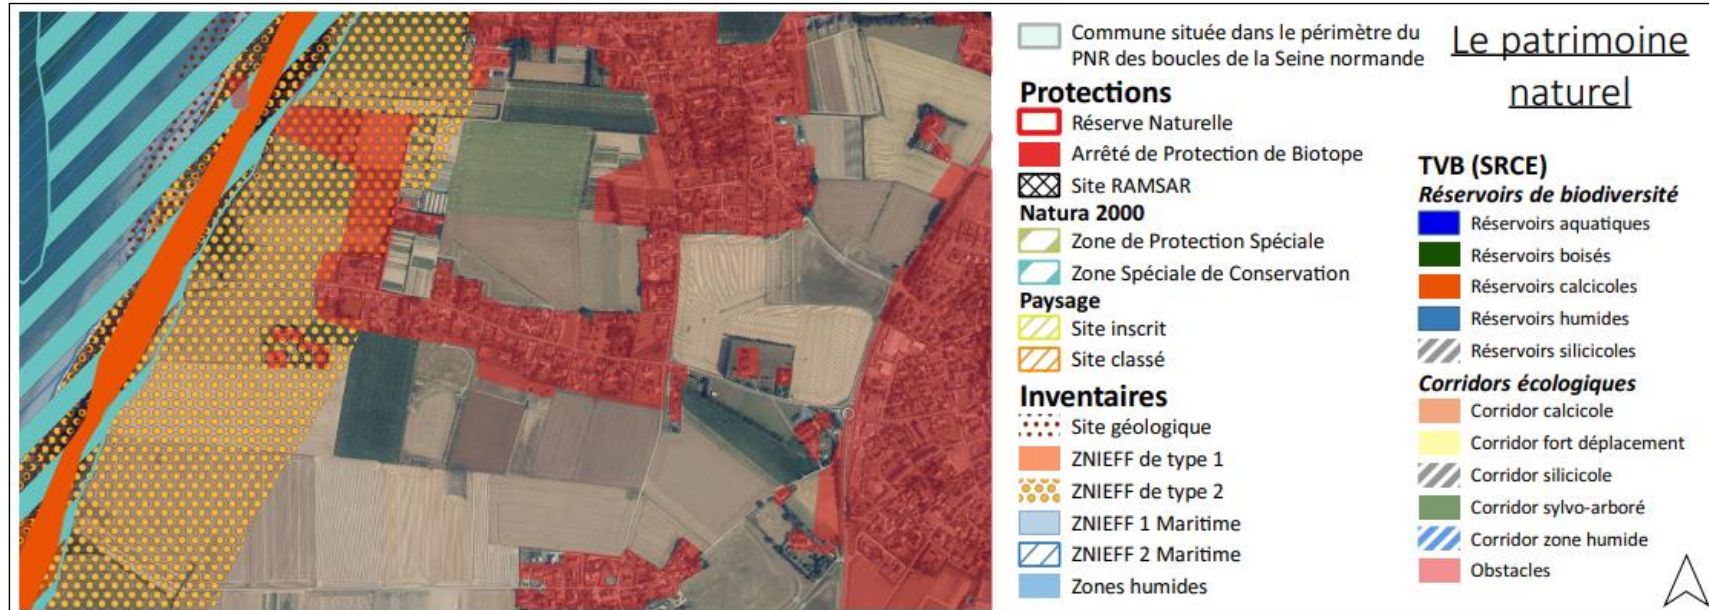 Commune située dans le périmètre du
PNR des boucles de la Seine normande
Protections
Réserve Naturelle
Arrêté de Protection de Biotope
Site RAMSAR
Natura 2000
Zone de Protection Spéciale
Zone Spéciale de Conservation
Paysage
Site inscrit
Site classé
Inventaires
Site géologique
ZNIEFF de type 1
ZNIEFF de type 2
ZNIEFF 1 Maritime
ZNIEFF 2 Maritime
Zones humides
Le patrimoine
naturel
TVB (SRCE)
Réservoirs de biodiversité
Réservoirs aquatiques
Réservoirs boisés
Réservoirs calcicoles
Réservoirs humides
Réservoirs silicicoles
Corridors écologiques
Corridor calcicole
Corridor fort déplacement
Corridor silicicole
Corridor sylvo-arboré
Corridor zone humide
Obstacles